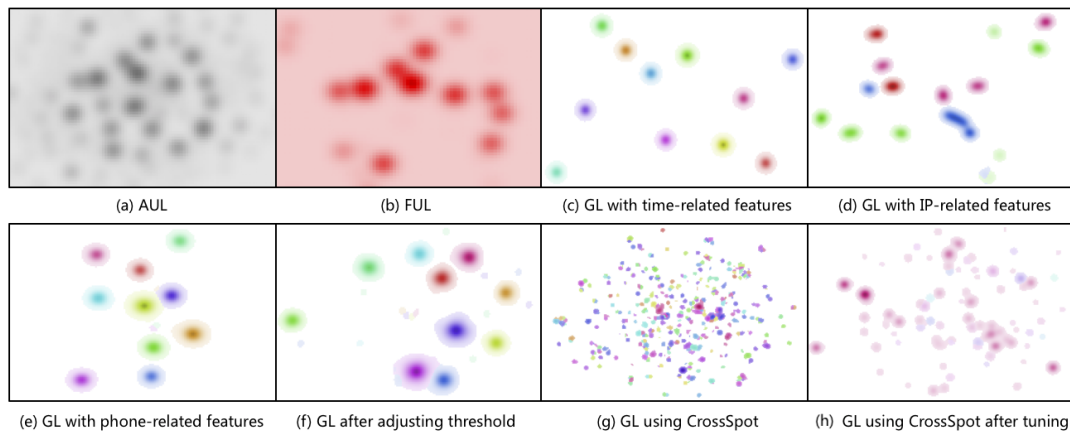 (a) AUL
(b) FUL
(c) GL with time-related features
(d) GL with IP-related features
(e) GL with phone-related features
(f) GL after adjusting threshold
(g) GL using CrossSpot
(h) GL using CrossSpot after tuning